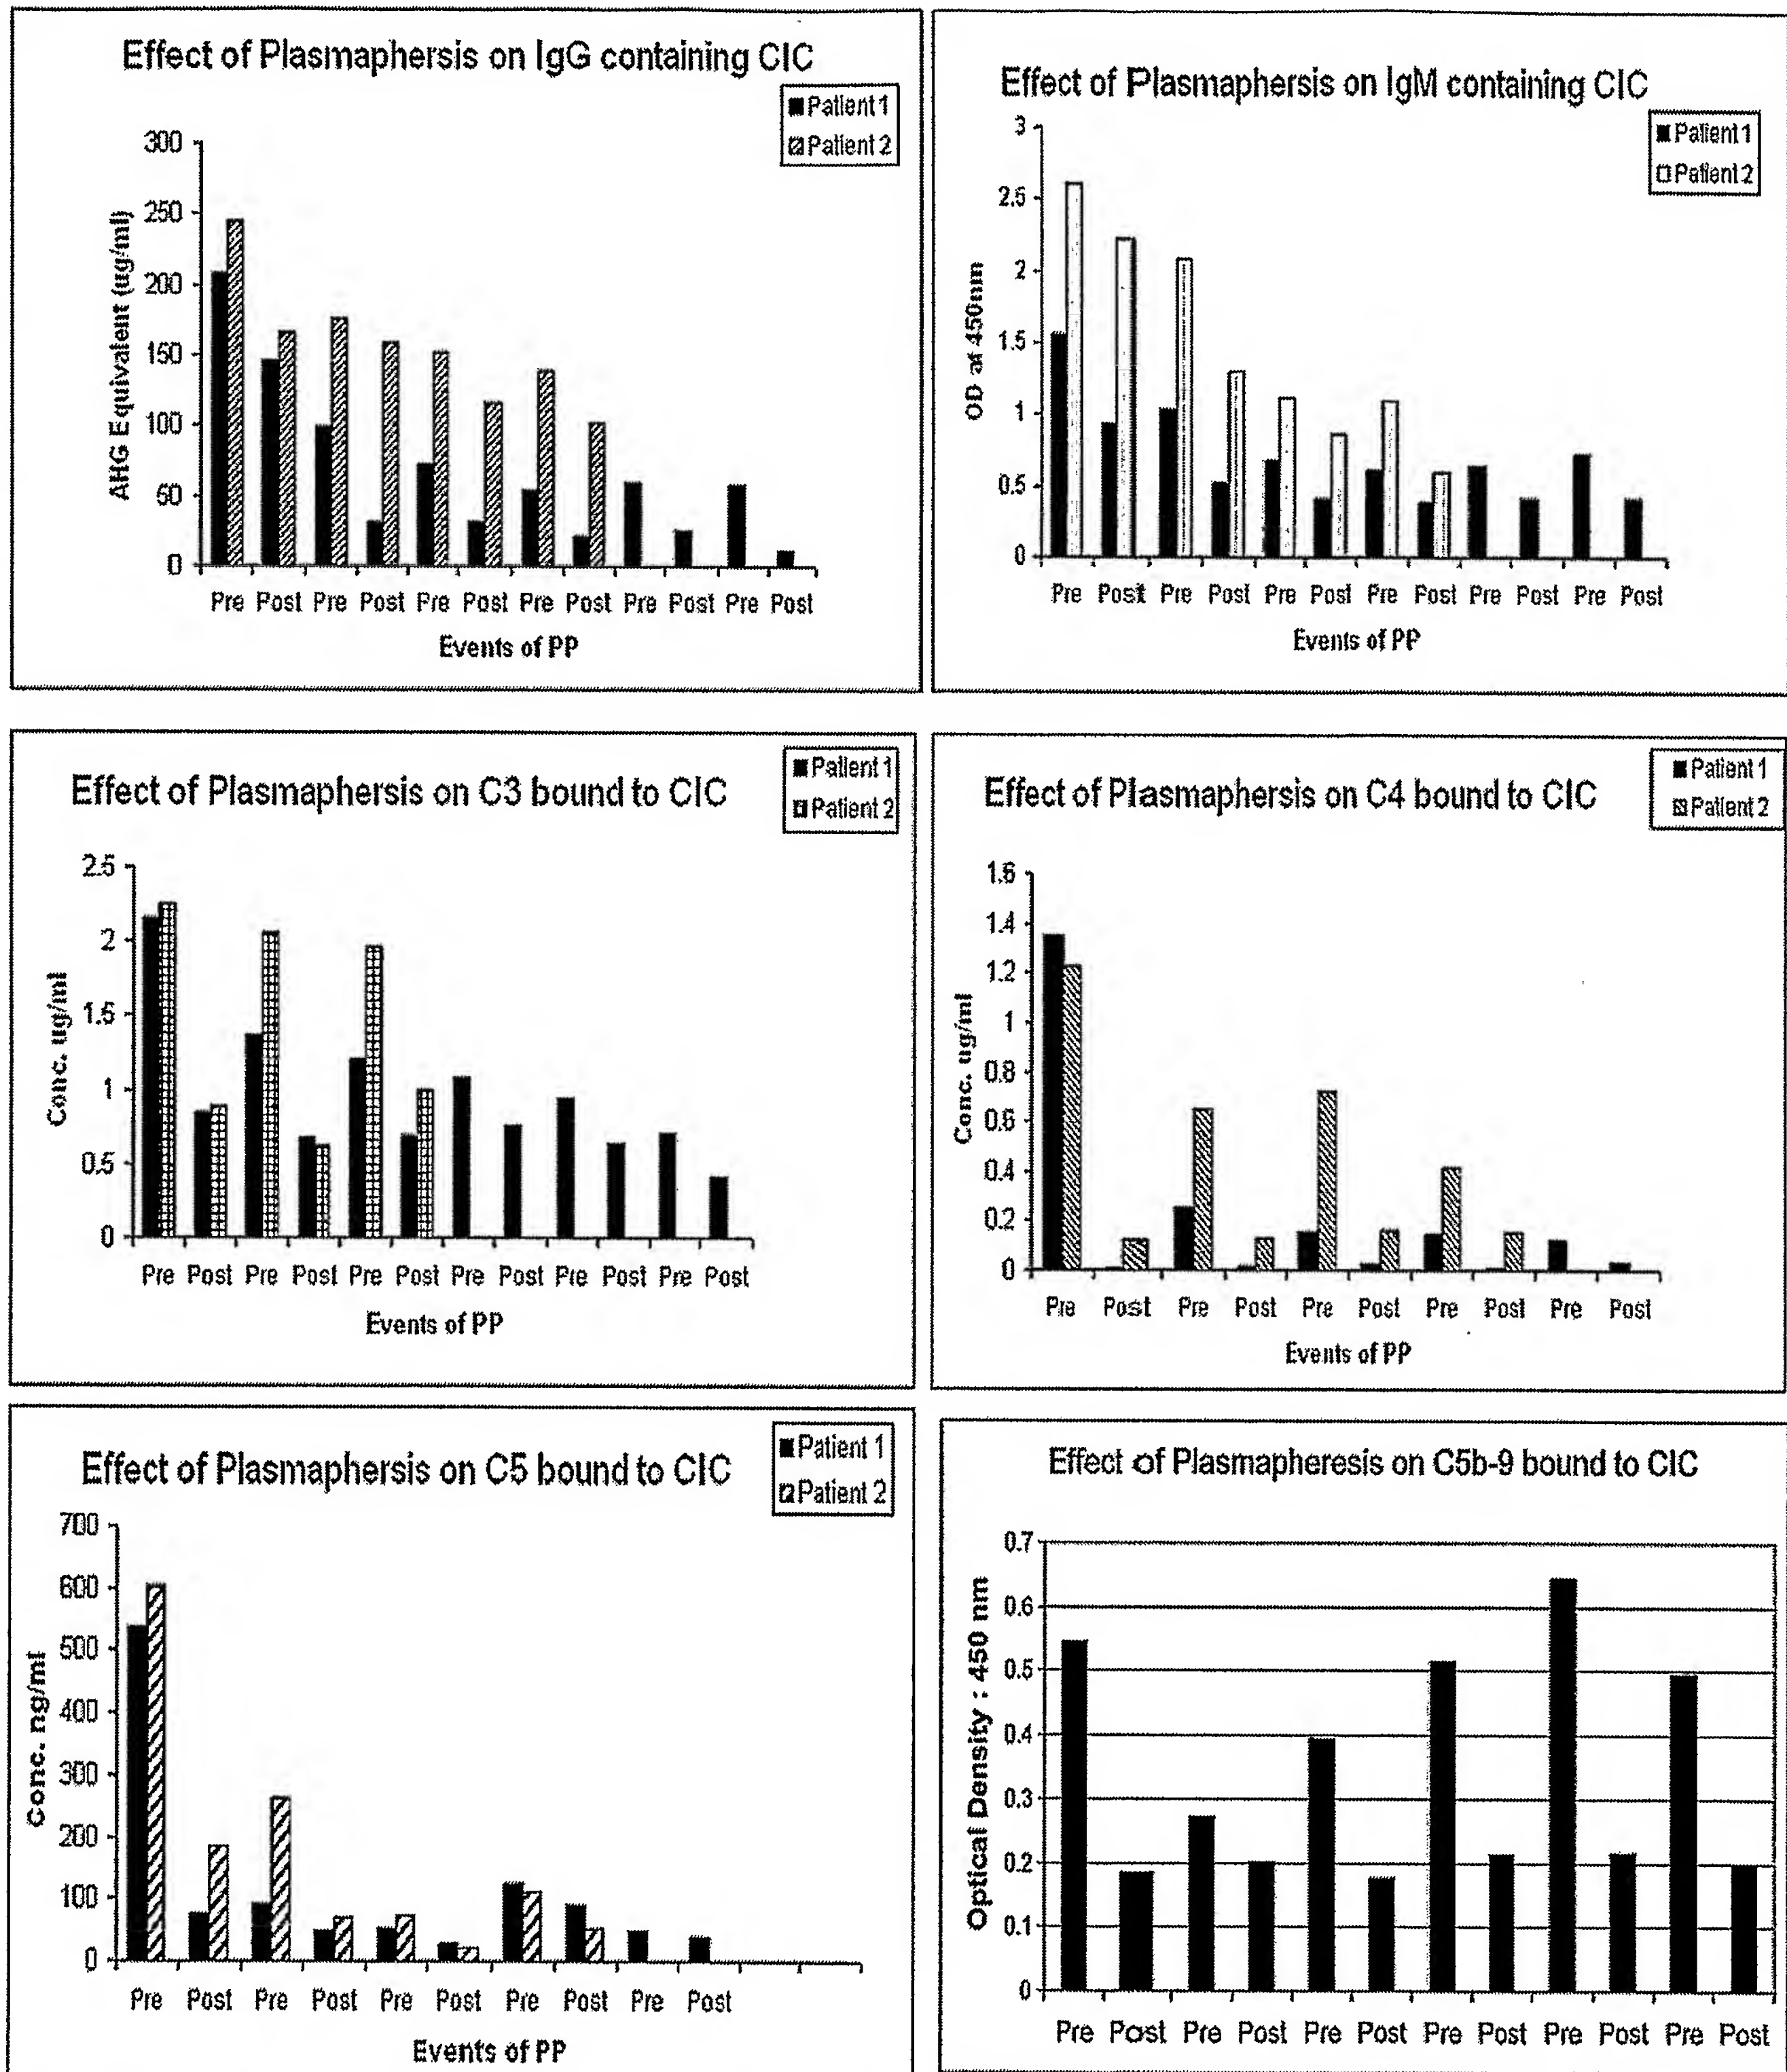 Effect of Plasmaphersis on IgG containing CIC
Patient 1
Patient 2
300
250
200
150
100
50
0
AHG Equivalent (ug/ml)
Pre Post Pre Post Pre Post Pre Post Pre Post Pre Post
Events of PP
Effect of Plasmaphersis on IgM containing CIC
Patient 1
Patient 2
3
2.5
2
1.5
1
0.5
0
OD at 450nm
Pre Post Pre Post Pre Post Pre Post Pre Post Pre Post
Events of PP
Effect of Plasmaphersis on C3 bound to CIC
Patient 1
Patient 2
2.5
2
1.5
1
0.5
0
Conc. ug/ml
Pre Post Pre Post Pre Post Pre Post Pre Post Pre Post
Events of PP
Effect of Plasmaphersis on C4 bound to CIC
Patient 1
Patient 2
1.6
1.4
1.2
1
0.8
0.6
0.4
0.2
0
Conc. ug/ml
Pre Post Pre Post Pre Post Pre Post Pre Post
Events of PP
Effect of Plasmaphersis on C5 bound to CIC
Patient 1
Patient 2
700
600
500
400
300
200
100
0
Conc. ng/ml
Pre Post Pre Post Pre Post Pre Post Pre Post
Events of PP
Effect of Plasmapheresis on C5b-9 bound to CIC
0.7
0.6
0.5
0.4
0.3
0.2
0.1
0
Optical Density : 450 nm
Pre Post Pre Post Pre Post Pre Post Pre Post Pre Post